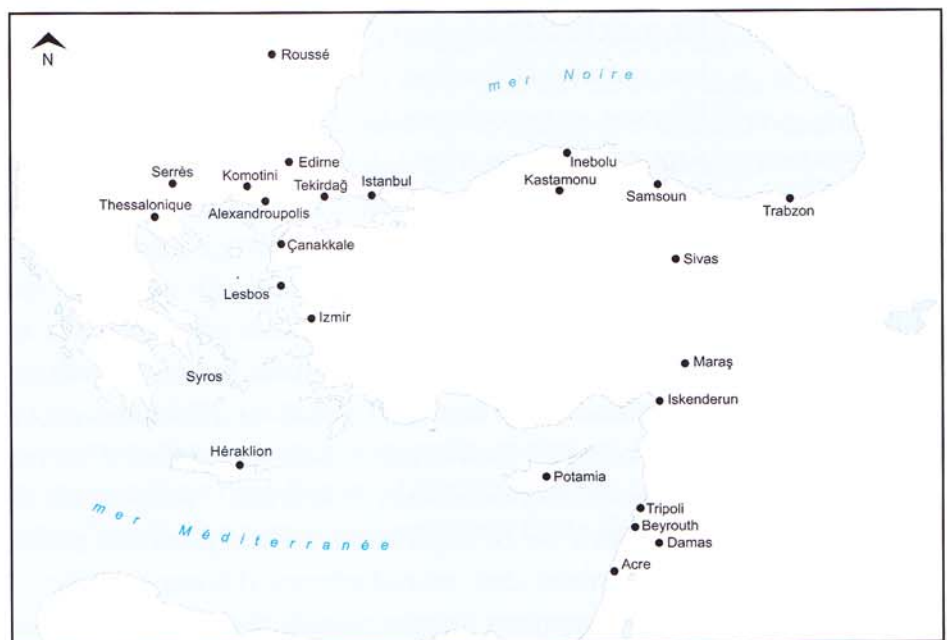 N
Roussé
mer Noire
Edirne
Inebolu
Serrès
Komotini
Tekirdağ
Istanbul
Kastamonu
Samsoun
Thessalonique
Alexandroupolis
Trabzon
Çanakkale
Sivas
Lesbos
Izmir
Maraş
Syros
Iskenderun
Héraklion
Potamia
Tripoli
mer Méditerranée
Beyrouth
Damas
Acre